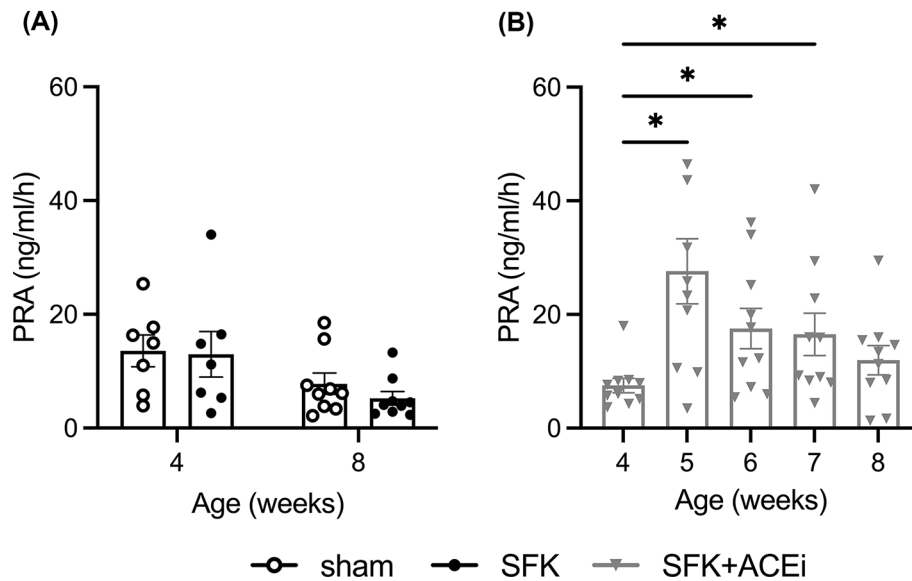 (A)
60
40
20
0
PRA (ng/ml/h)
4 8
Age (weeks)
(B)
* 
*
*
60
40
20
0
PRA (ng/ml/h)
4 5 6 7 8
Age (weeks)
sham SFK SFK+ACEi